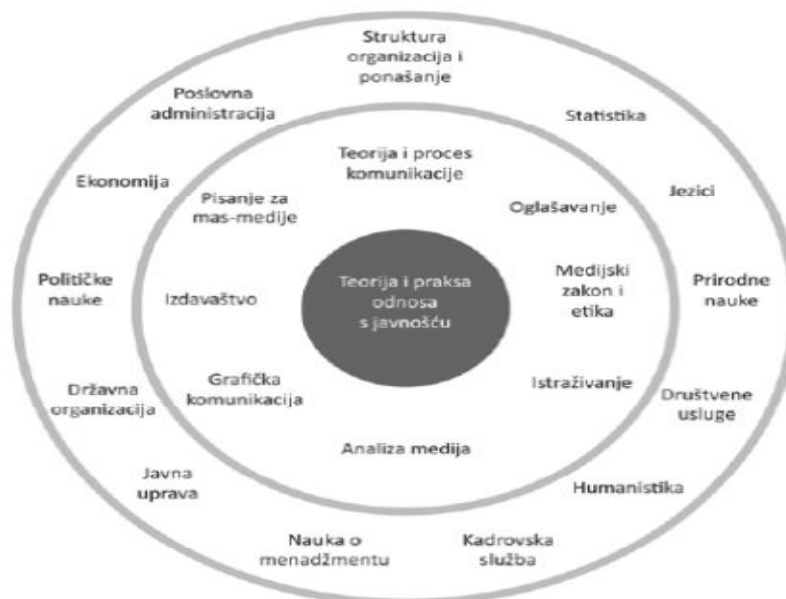 Struktura
organizacija i
ponašanje
Poslovna
administracija
Statistika
Ekonomija
Jezici
Političke
nauke
Prirodne
nauke
Državna
organizacija
Društvene
usluge
Javna
uprava
Humanistika
Nauka o
menadžmentu
Kadrovska
služba
Teorija i proces
komunikacije
Pisanje za
mas-medije
Oglašavanje
Izdavaštvo
Medijski
zakon i
etika
Grafička
komunikacija
Istraživanje
Analiza medija
Teorija i praksa
odnosa
s javnošću